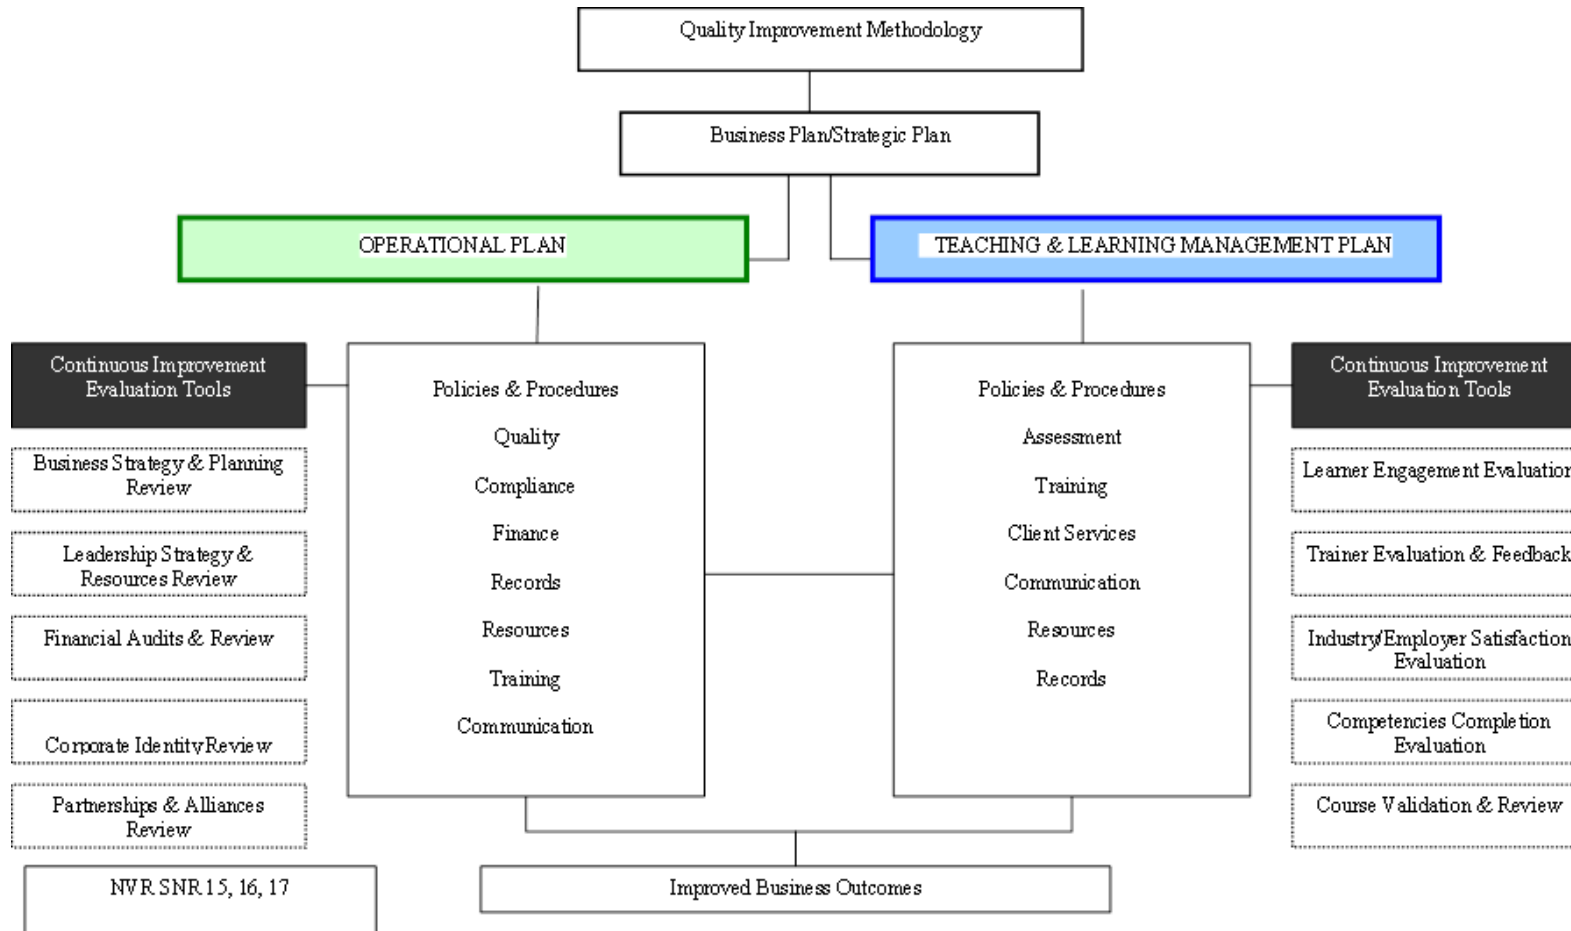 Quality Improvement Methodology
Business Plan/Strategic Plan
OPERATIONAL PLAN
TEACHING & LEARNING MANAGEMENT PLAN
Continuous Improvement
Evaluation Tools
Business Strategy & Planning
Review
Leadership Strategy &
Resources Review
Financial Audits & Review
Corporate Identity Review
Partnerships & Alliances
Review
NVR SNR 15, 16, 17
Policies & Procedures
Quality
Compliance
Finance
Records
Resources
Training
Communication
Policies & Procedures
Assessment
Training
Client Services
Communication
Resources
Records
Continuous Improvement
Evaluation Tools
Learner Engagement Evaluation
Trainer Evaluation & Feedback
Industry/Employer Satisfaction
Evaluation
Competencies Completion
Evaluation
Course Validation & Review
Improved Business Outcomes